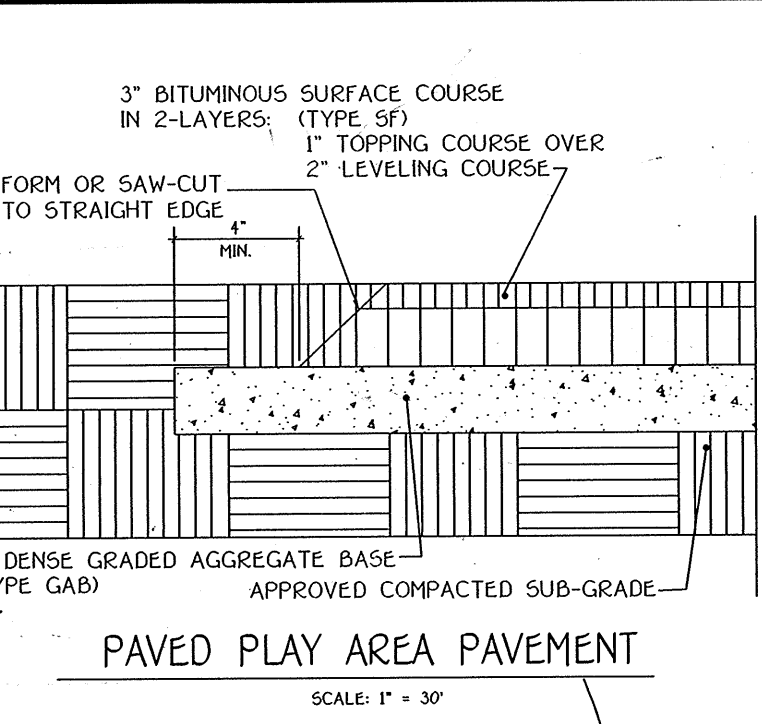 3" BITUMINOUS SURFACE COURSE
IN 2-LAYERS: (TYPE SF)
1" TOPPING COURSE OVER
2" LEVELING COURSE
FORM OR SAW-CUT
TO STRAIGHT EDGE
4"
MIN.
DENSE GRADED AGGREGATE BASE
YPE GAB)
APPROVED COMPACTED SUB-GRADE
PAVED PLAY AREA PAVEMENT
SCALE: 1" = 30'